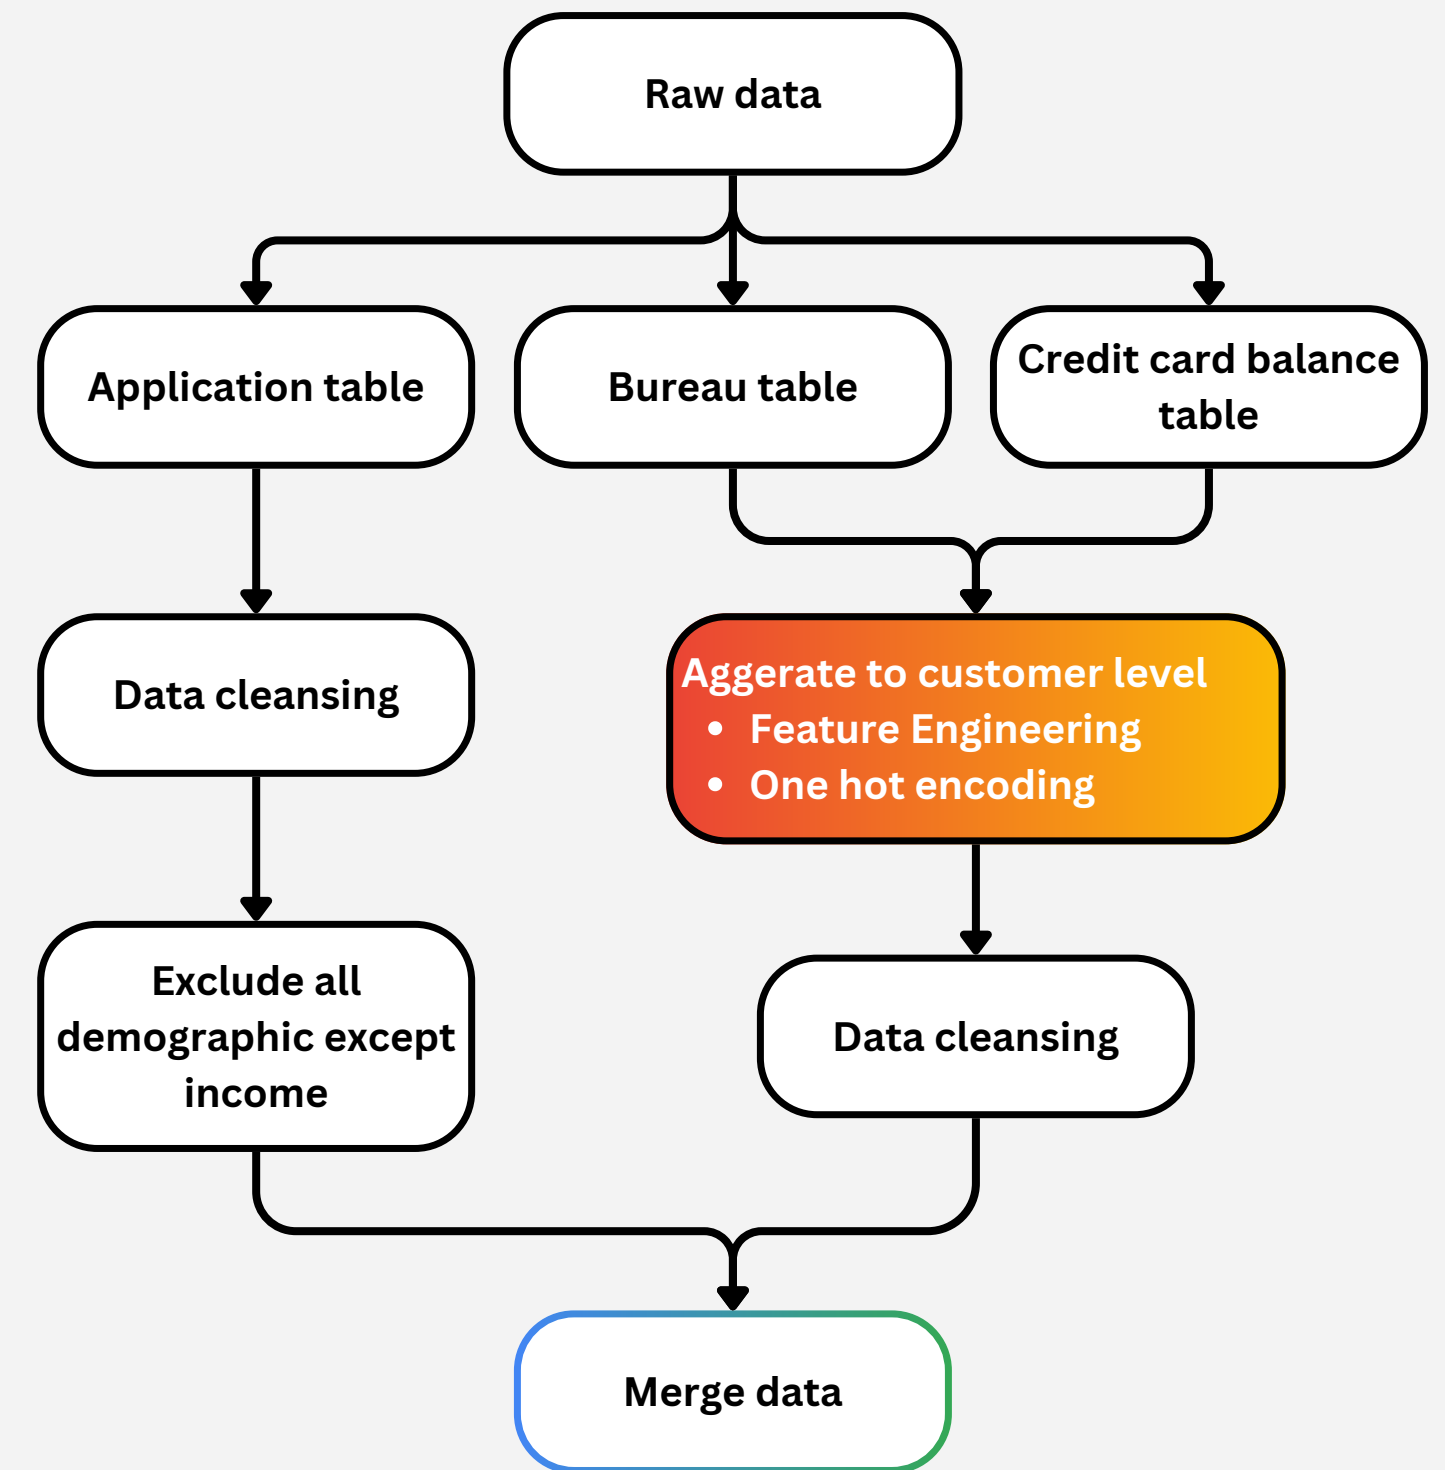 Raw data
Application table
Bureau table
Credit card balance
table
Data cleansing
Aggerate to customer level
• Feature Engineering
• One hot encoding
Exclude all
demographic except
income
Data cleansing
Merge data